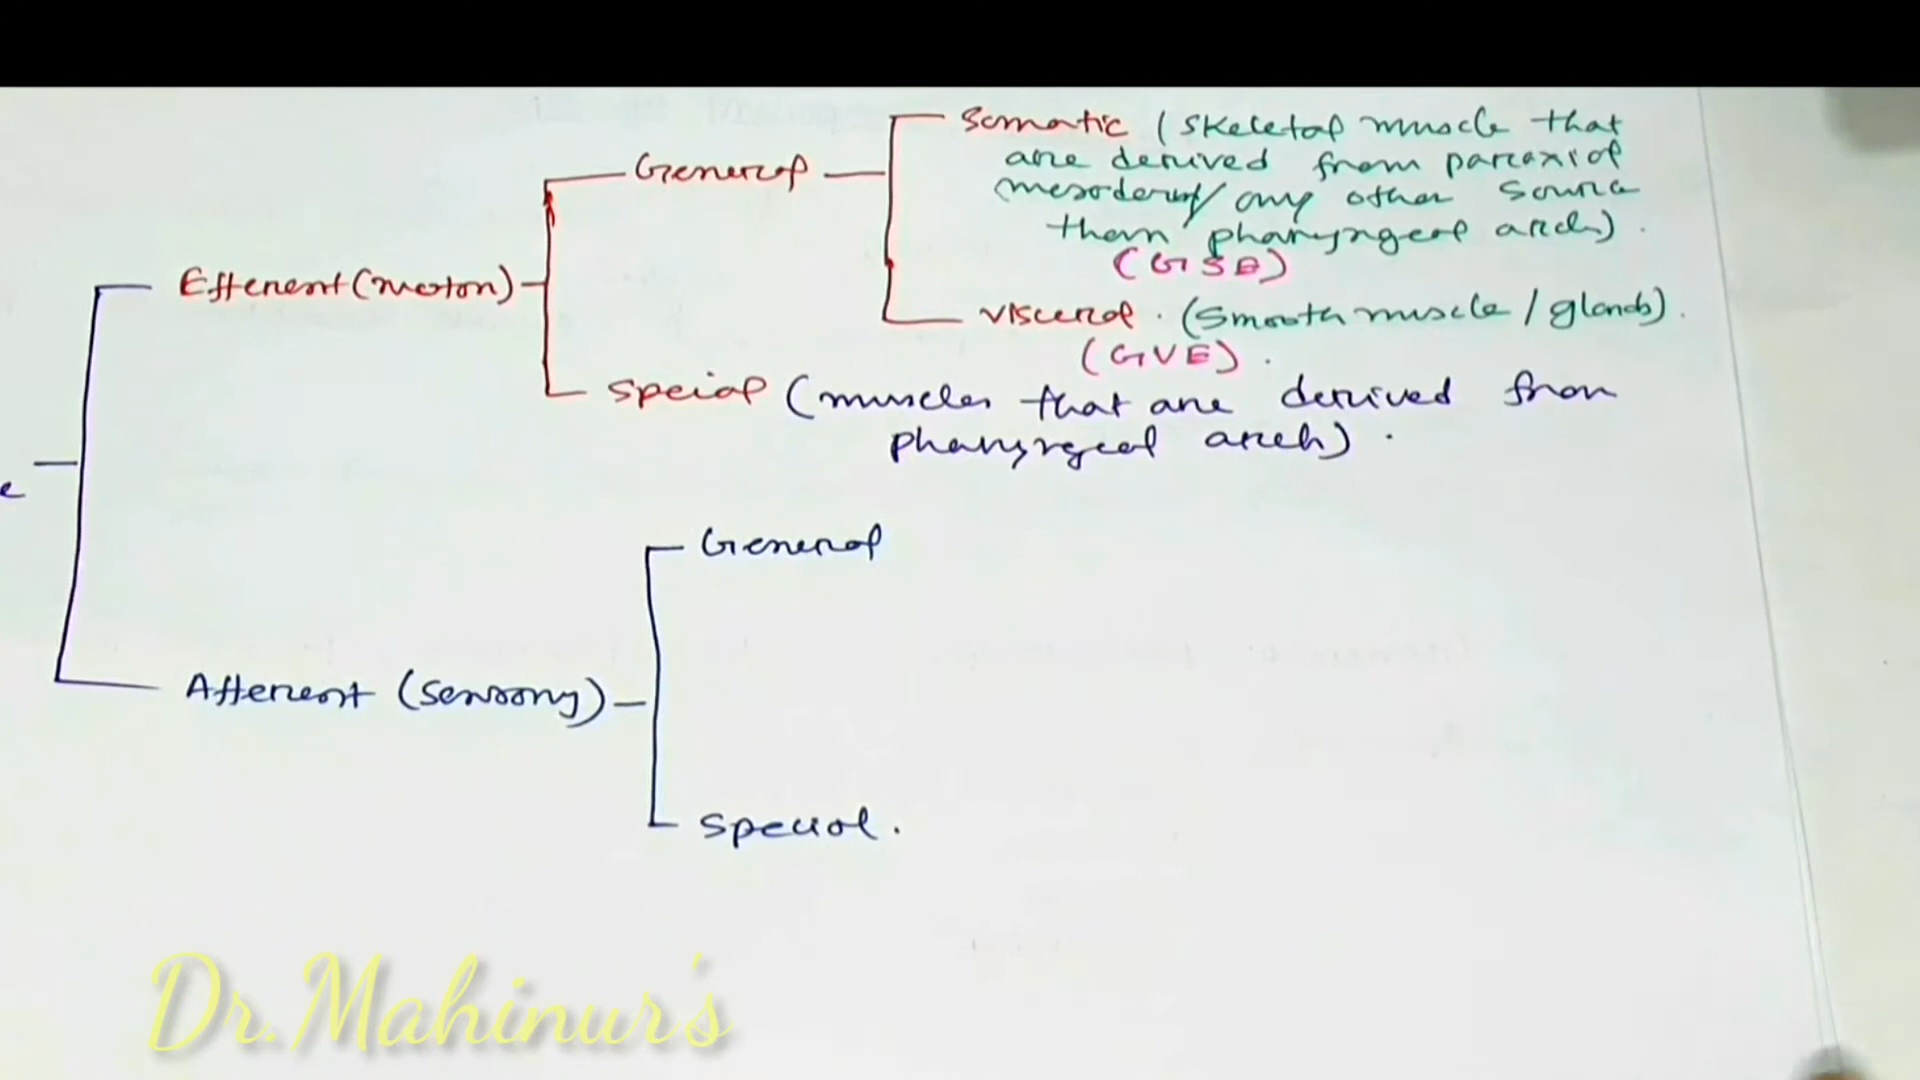 Somatic (Skeletal muscle that
are derived from paraxial
General
mesoderm/ any other source
than pharyngeal arch).
(GSE)
Efferent (motor)
visceral. (Smooth muscle / glands).
(GVE).
Speial (muscles that are derived from
pharyngeal arch).
e
General
Afferent (sensory)
Special.
Dr. Mahinur's